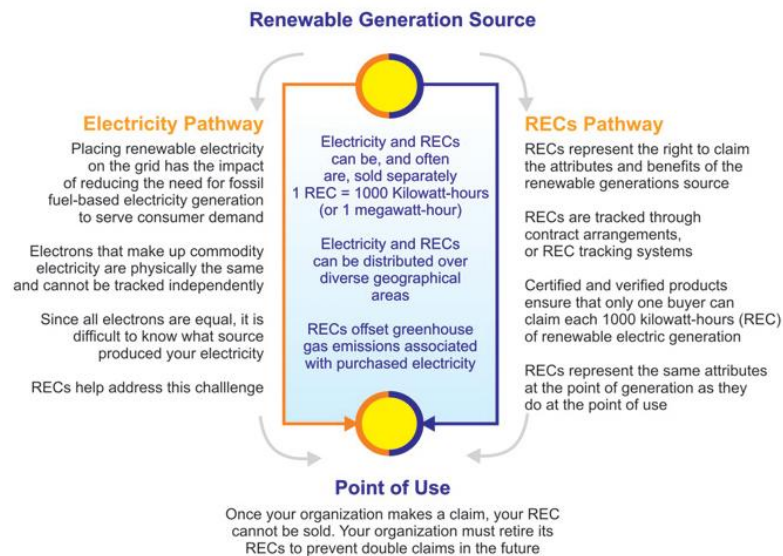 Renewable Generation Source
Electricity Pathway
Placing renewable electricity
on the grid has the impact
of reducing the need for fossil
fuel-based electricity generation
to serve consumer demand
Electrons that make up commodity
electricity are physically the same
and cannot be tracked independently
Since all electrons are equal, it is
difficult to know what source
produced your electricity
RECs help address this challlenge
Electricity and RECs
can be, and often
are, sold separately
1 REC = 1000 Kilowatt-hours
(or 1 megawatt-hour)
Electricity and RECs
can be distributed over
diverse geographical
areas
RECs offset greenhouse
gas emissions associated
with purchased electricity
RECs Pathway
RECs represent the right to claim
the attributes and benefits of the
renewable generations source
RECs are tracked through
contract arrangements,
or REC tracking systems
Certified and verified products
ensure that only one buyer can
claim each 1000 kilowatt-hours (REC)
of renewable electric generation
RECs represent the same attributes
at the point of generation as they
do at the point of use
Point of Use
Once your organization makes a claim, your REC
cannot be sold. Your organization must retire its
RECs to prevent double claims in the future